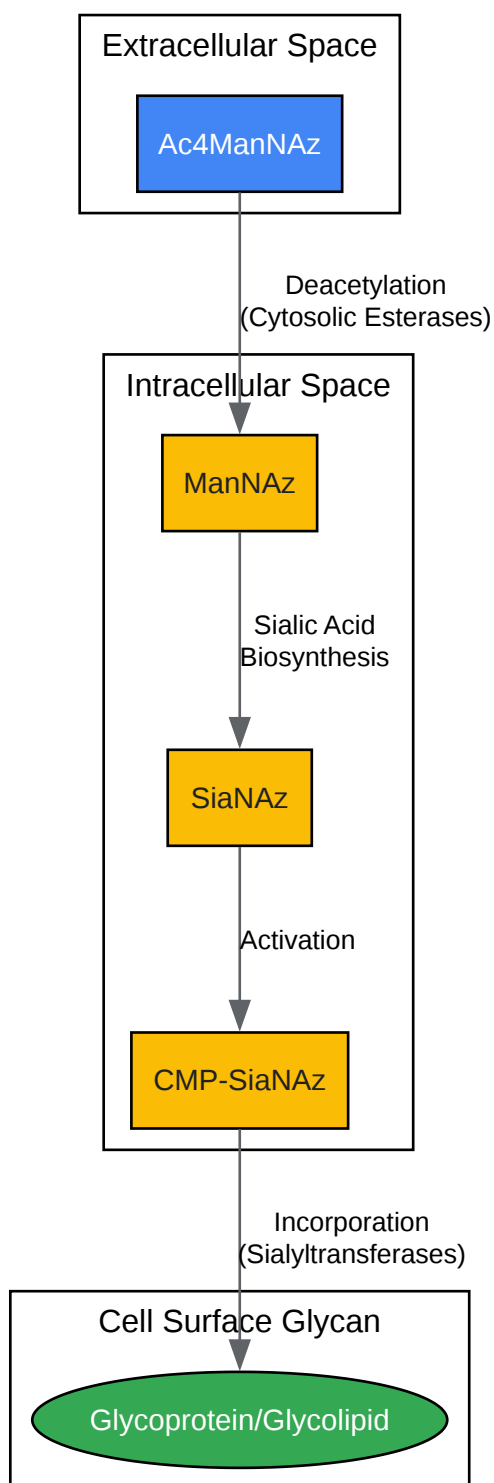 Extracellular Space
Ac4ManNAz
Deacetylation
(Cytosolic Esterases)
Intracellular Space
ManNAz
Sialic Acid
Biosynthesis
SiaNAz
Activation
CMP-SiaNAz
Incorporation
(Sialyltransferases)
Cell Surface Glycan
Glycoprotein/Glycolipid